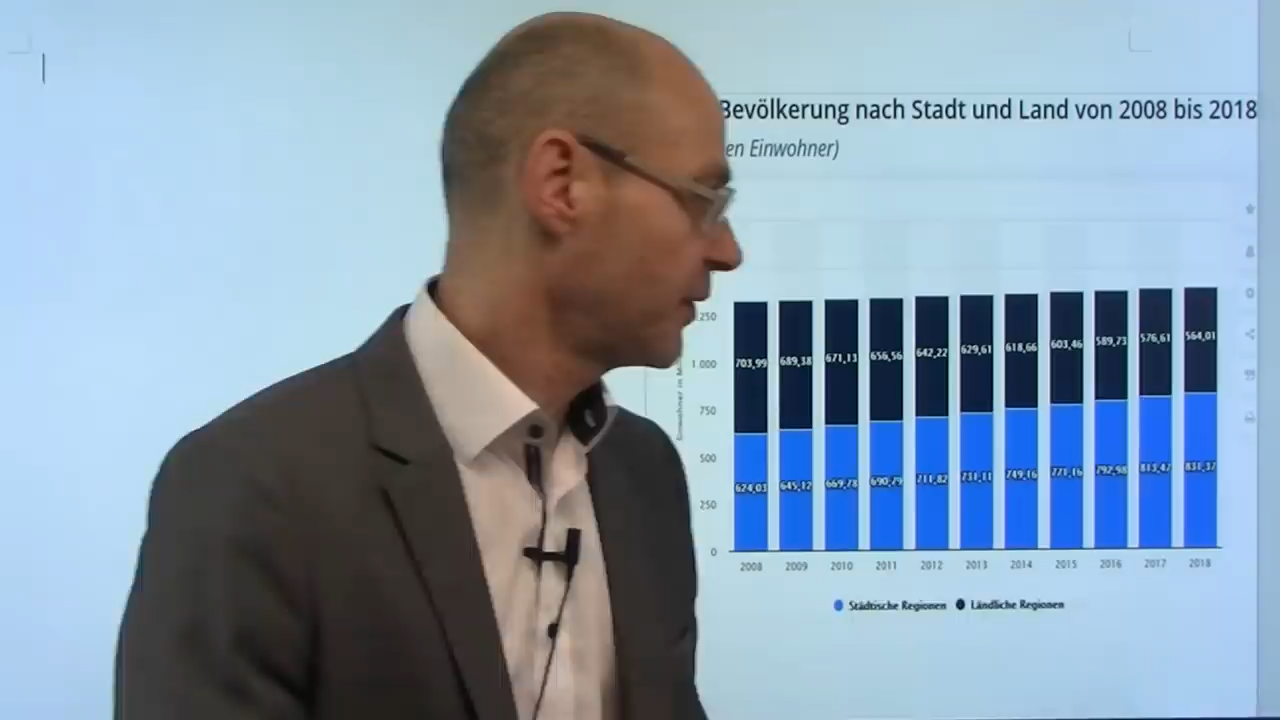 Bevölkerung nach Stadt und Land von 2008 bis 2018
en Einwohner)
250
1.000
750
500
250
0
Einwohner in M
703,99 689,38 671,13 656,56 642,22 629,61 618,66 603,46 589,73 576,61 564,01
624,03 645,12 669,78 690,79 711,82 731,11 749,16 771,16 792,98 813,47 831,37
2008 2009 2010 2011 2012 2013 2014 2015 2016 2017 2018
Städtische Regionen Ländliche Regionen